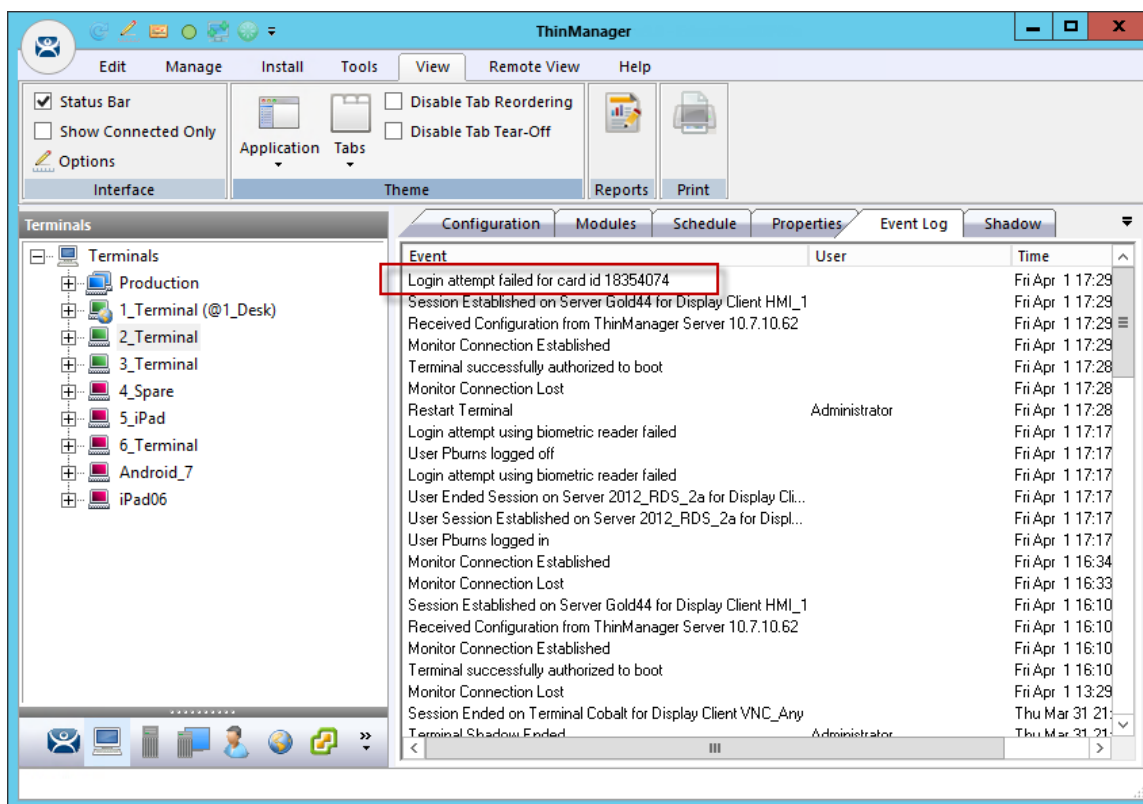 ThinManager
Edit Manage Install Tools View Remote View Help
Status Bar
Show Connected Only
Options
Interface
Application
Tabs
Disable Tab Reordering
Disable Tab Tear-Off
Theme
Reports
Print
Terminals
Terminals
Production
1_Terminal (@1_Desk)
2_Terminal
3_Terminal
4_Spare
5_iPad
6_Terminal
Android_7
iPad06
Configuration Modules Schedule Properties Event Log Shadow
Event User Time
Login attempt failed for card id 18354074 Fri Apr 1 17:29
Session Established on Server Gold44 for Display Client HMI_1 Fri Apr 1 17:29
Received Configuration from ThinManager Server 10.7.10.62 Fri Apr 1 17:29
Monitor Connection Established Fri Apr 1 17:29
Terminal successfully authorized to boot Fri Apr 1 17:28
Monitor Connection Lost Fri Apr 1 17:28
Restart Terminal Administrator Fri Apr 1 17:28
Login attempt using biometric reader failed Fri Apr 1 17:17
User Pburns logged off Fri Apr 1 17:17
Login attempt using biometric reader failed Fri Apr 1 17:17
User Ended Session on Server 2012_RDS_2a for Display Cli... Fri Apr 1 17:17
User Session Established on Server 2012_RDS_2a for Displ... Fri Apr 1 17:17
User Pburns logged in Fri Apr 1 17:17
Monitor Connection Established Fri Apr 1 16:34
Monitor Connection Lost Fri Apr 1 16:33
Session Established on Server Gold44 for Display Client HMI_1 Fri Apr 1 16:10
Received Configuration from ThinManager Server 10.7.10.62 Fri Apr 1 16:10
Monitor Connection Established Fri Apr 1 16:10
Terminal successfully authorized to boot Fri Apr 1 16:10
Monitor Connection Lost Fri Apr 1 13:29
Session Ended on Terminal Cobalt for Display Client VNC_Any Thu Mar 31 21:
Terminal Shadow Ended Administrator Thu Mar 31 21: